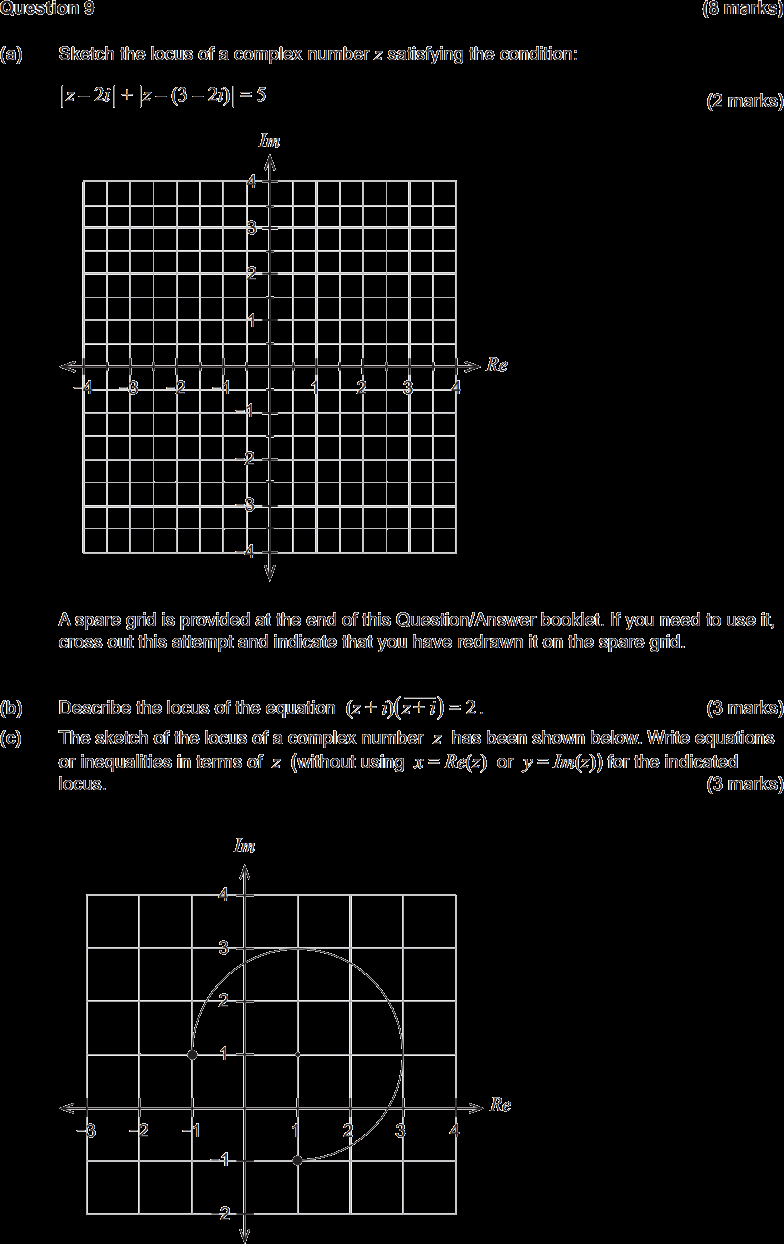 Question 9 (8 marks)
(a) Sketch the locus of a complex number z satisfying the condition:
|z – 2i| + |z – (3 – 2i)| = 5 (2 marks)
Im
4
3
2
1
Re
–4 –3 –2 –1 1 2 3 4
–1
–2
–3
–4
A spare grid is provided at the end of this Question/Answer booklet. If you need to use it,
cross out this attempt and indicate that you have redrawn it on the spare grid.
(b) Describe the locus of the equation (z + i)(\overline{z + i}) = 2. (3 marks)
(c) The sketch of the locus of a complex number z has been shown below. Write equations
or inequalities in terms of z (without using x = Re(z) or y = Im(z)) for the indicated
locus. (3 marks)
Im
4
3
2
1
Re
–3 –2 –1 1 2 3 4
–1
2